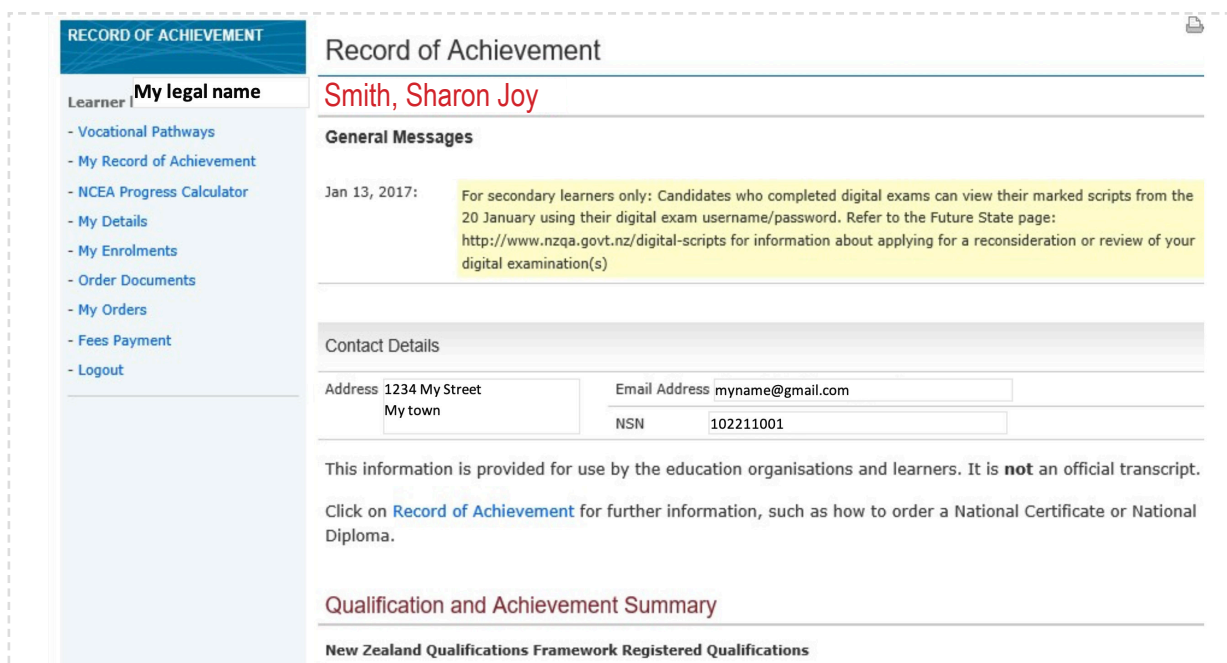 RECORD OF ACHIEVEMENT
Learner
My legal name
- Vocational Pathways
- My Record of Achievement
- NCEA Progress Calculator
- My Details
- My Enrolments
- Order Documents
- My Orders
- Fees Payment
- Logout
Record of Achievement
Smith, Sharon Joy
General Messages
Jan 13, 2017:
For secondary learners only: Candidates who completed digital exams can view their marked scripts from the
20 January using their digital exam username/password. Refer to the Future State page:
http://www.nzqa.govt.nz/digital-scripts for information about applying for a reconsideration or review of your
digital examination(s)
Contact Details
Address 1234 My Street
My town
Email Address myname@gmail.com
NSN 102211001
This information is provided for use by the education organisations and learners. It is not an official transcript.
Click on Record of Achievement for further information, such as how to order a National Certificate or National
Diploma.
Qualification and Achievement Summary
New Zealand Qualifications Framework Registered Qualifications